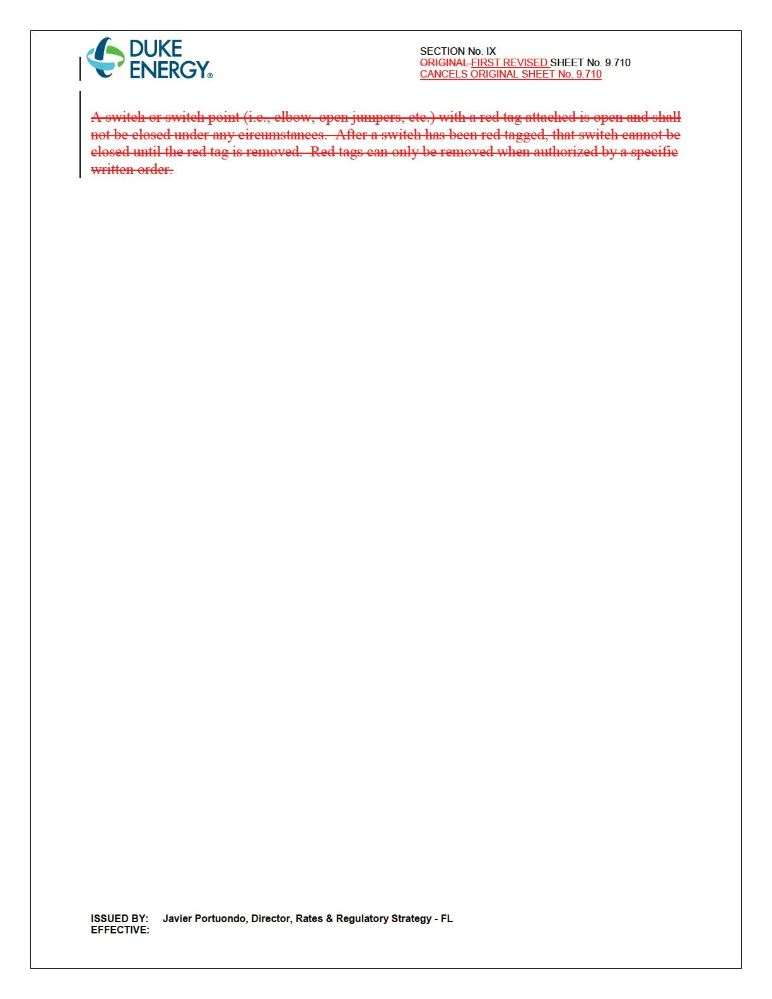 DUKE
ENERGY®
SECTION No. IX
ORIGINAL FIRST REVISED SHEET No. 9.710
CANCELS ORIGINAL SHEET No. 9.710
A switch or switch point (i.e., elbow, open jumpers, etc.) with a red tag attached is open and shall
not be closed under any circumstances.  After a switch has been red tagged, that switch cannot be
closed until the red tag is removed.  Red tags can only be removed when authorized by a specific
written order.
ISSUED BY: Javier Portuondo, Director, Rates & Regulatory Strategy - FL
EFFECTIVE: